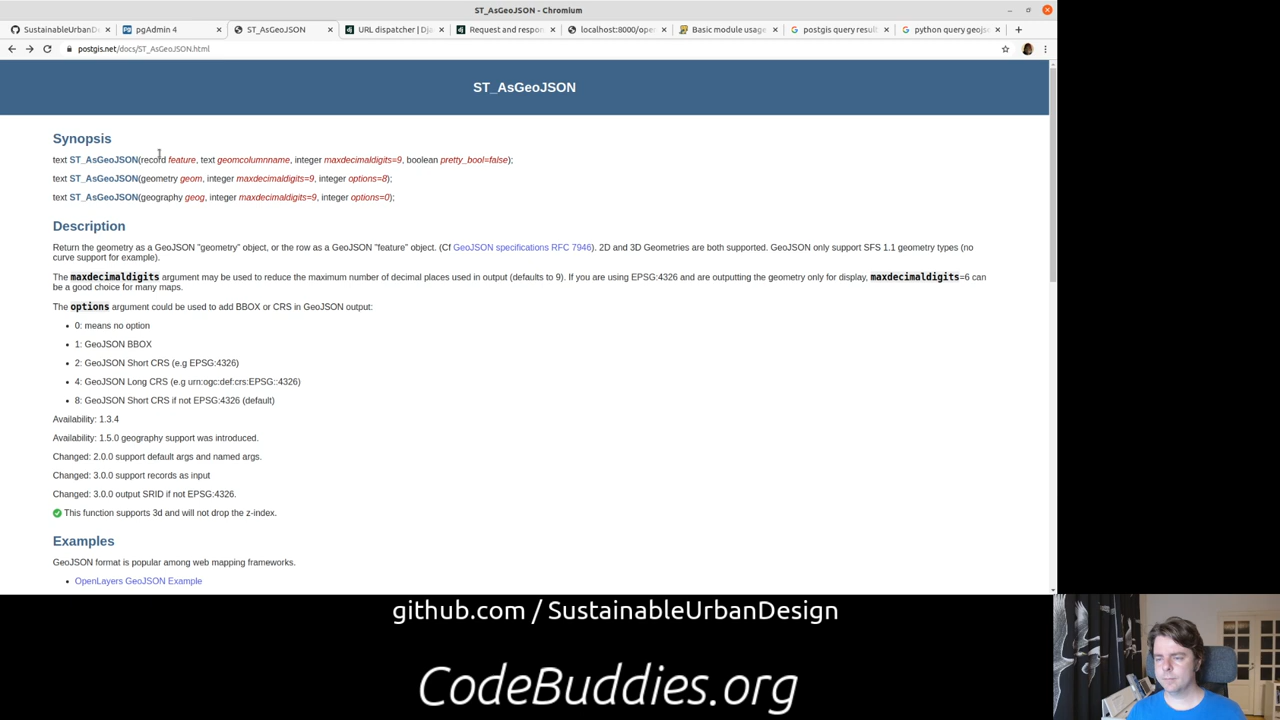 ST_AsGeoJSON - Chromium
SustainableUrbanDe
pgAdmin 4
ST_AsGeoJSON
URL dispatcher | Dja
Request and respon
localhost:8000/open
Basic module usage
postgis query result
python query geojso
postgis.net/docs/ST_AsGeoJSON.html
ST_AsGeoJSON
Synopsis
text ST_AsGeoJSON(record feature, text geomcolumnname, integer maxdecimaldigits=9, boolean pretty_bool=false);
text ST_AsGeoJSON(geometry geom, integer maxdecimaldigits=9, integer options=8);
text ST_AsGeoJSON(geography geog, integer maxdecimaldigits=9, integer options=0);
Description
Return the geometry as a GeoJSON "geometry" object, or the row as a GeoJSON "feature" object. (Cf GeoJSON specifications RFC 7946). 2D and 3D Geometries are both supported. GeoJSON only support SFS 1.1 geometry types (no
curve support for example).
The maxdecimaldigits argument may be used to reduce the maximum number of decimal places used in output (defaults to 9). If you are using EPSG:4326 and are outputting the geometry only for display, maxdecimaldigits=6 can
be a good choice for many maps.
The options argument could be used to add BBOX or CRS in GeoJSON output:
• 0: means no option
• 1: GeoJSON BBOX
• 2: GeoJSON Short CRS (e.g EPSG:4326)
• 4: GeoJSON Long CRS (e.g urn:ogc:def:crs:EPSG::4326)
• 8: GeoJSON Short CRS if not EPSG:4326 (default)
Availability: 1.3.4
Availability: 1.5.0 geography support was introduced.
Changed: 2.0.0 support default args and named args.
Changed: 3.0.0 support records as input
Changed: 3.0.0 output SRID if not EPSG:4326.
This function supports 3d and will not drop the z-index.
Examples
GeoJSON format is popular among web mapping frameworks.
• OpenLayers GeoJSON Example
github.com / SustainableUrbanDesign
CodeBuddies.org